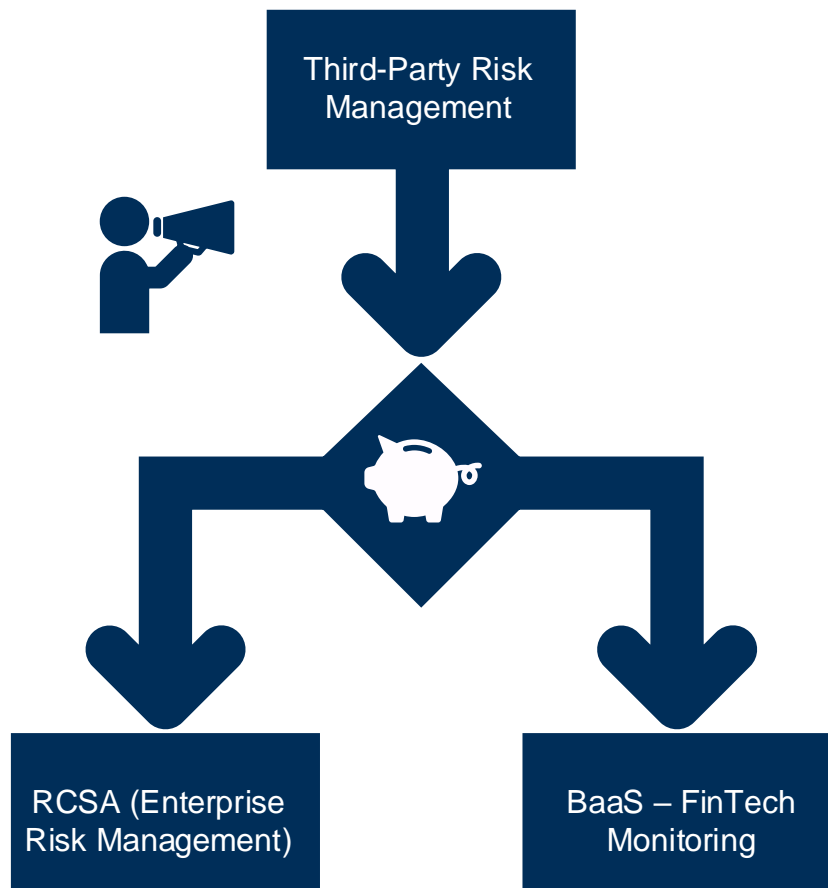 Third-Party Risk
Management
RCSA (Enterprise
Risk Management)
BaaS – FinTech
Monitoring